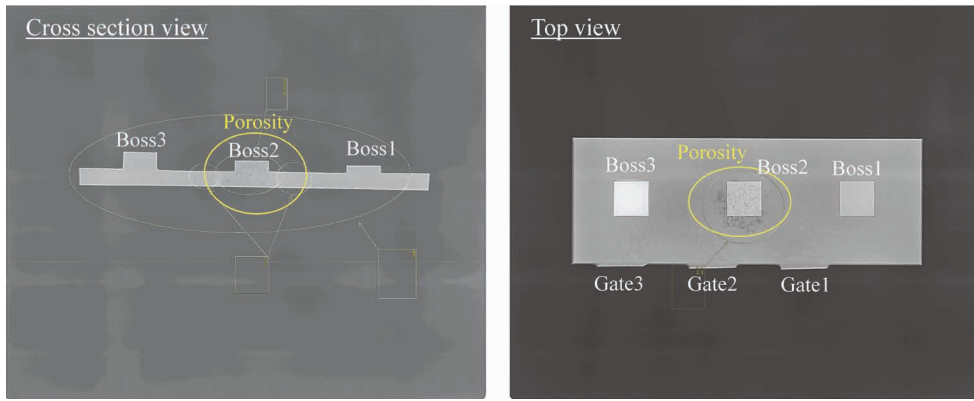 Cross section view
Porosity
Boss3
Boss2
Boss1
Top view
Porosity
Boss3
Boss2
Boss1
Gate3
Gate2
Gate1